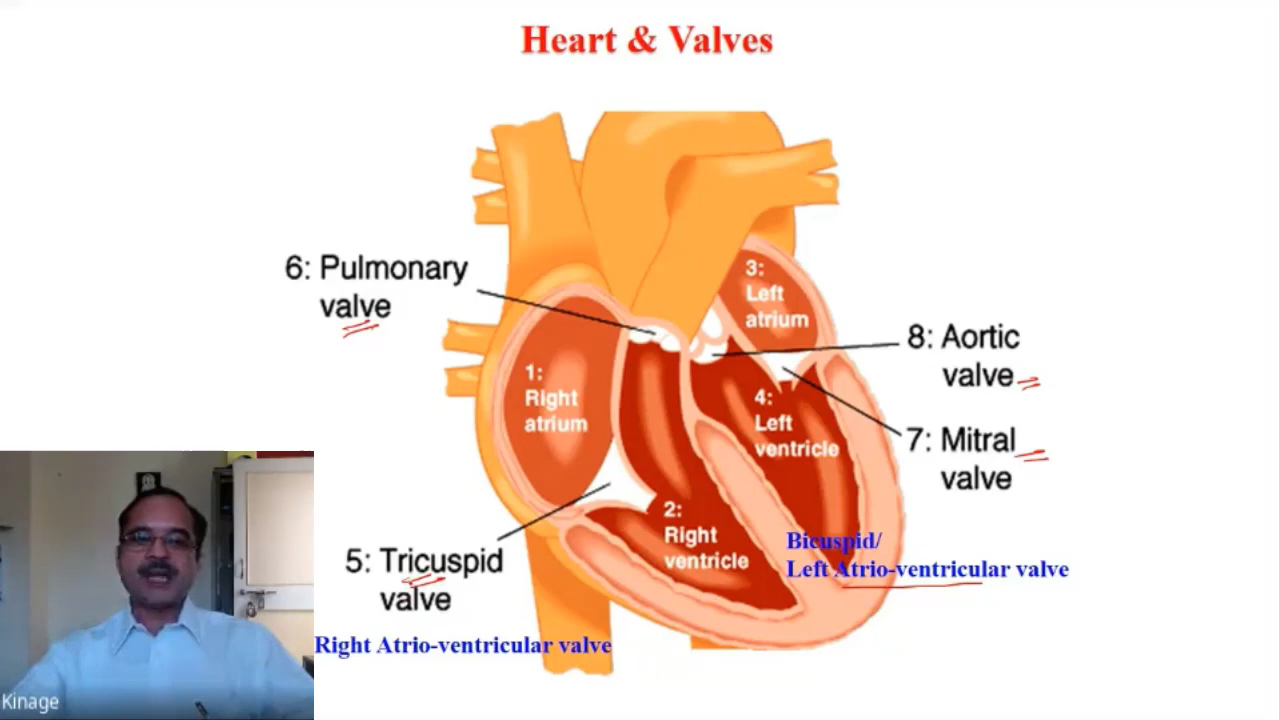 Heart & Valves
6: Pulmonary
valve
3:
Left
atrium
8: Aortic
valve
1:
Right
atrium
4:
Left
ventricle
7: Mitral
valve
2:
Right
ventricle
5: Tricuspid
valve
Bicuspid/
Left Atrio-ventricular valve
Right Atrio-ventricular valve
Kinage